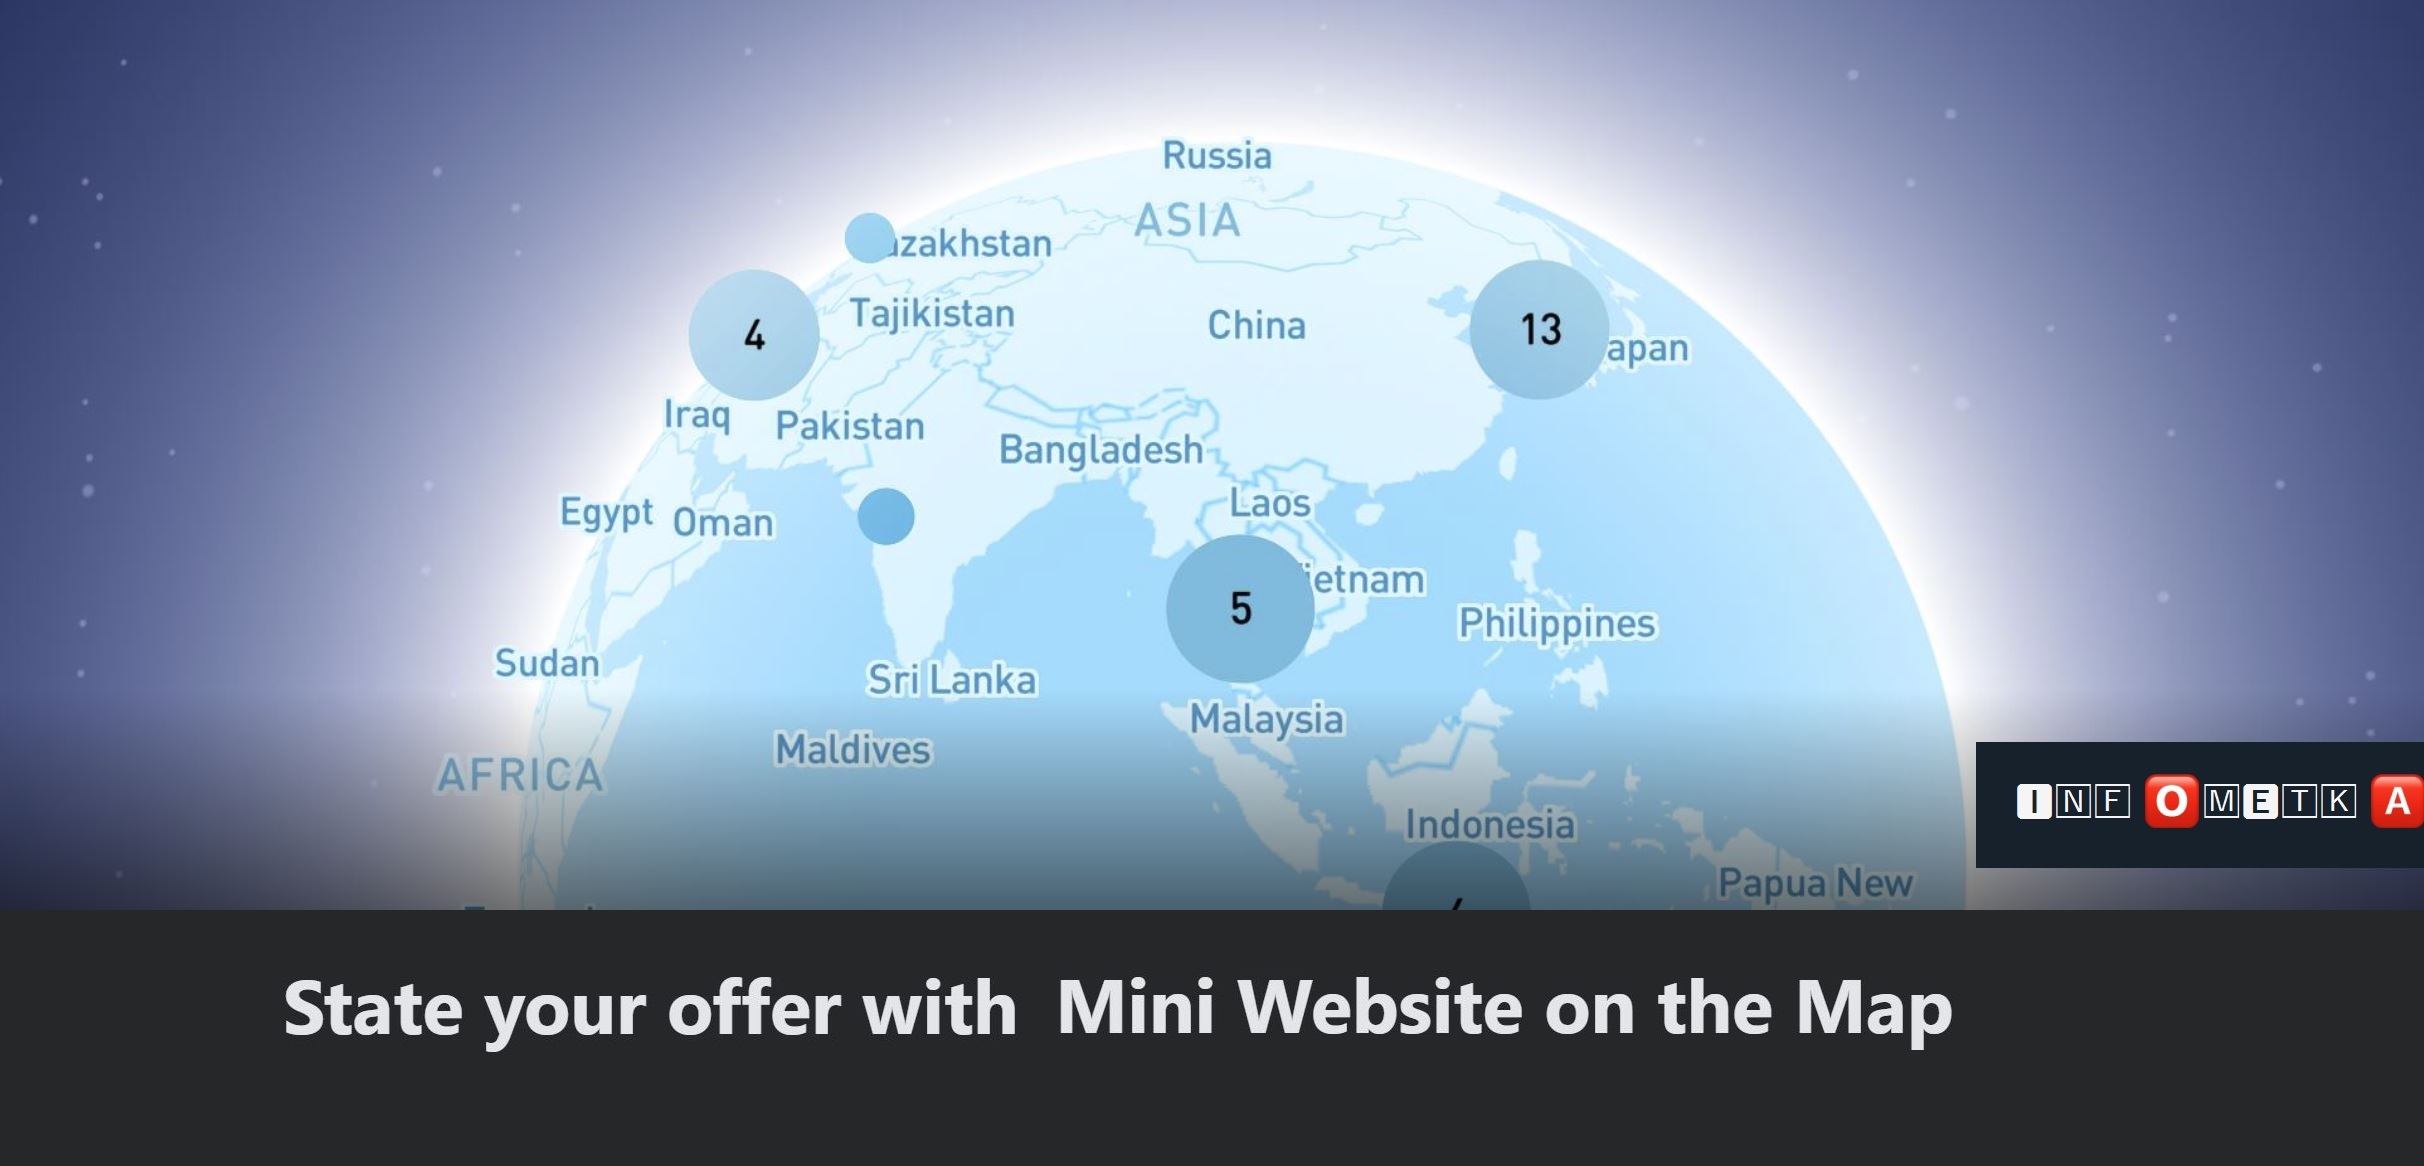 Russia
ASIA
azakhstan
Tajikistan
4
China
13
apan
Iraq
Pakistan
Bangladesh
Egypt
Oman
Laos
5
ietnam
Philippines
Sudan
Sri Lanka
Malaysia
Maldives
AFRICA
INFOMETKA
Indonesia
Papua New
State your offer with Mini Website on the Map